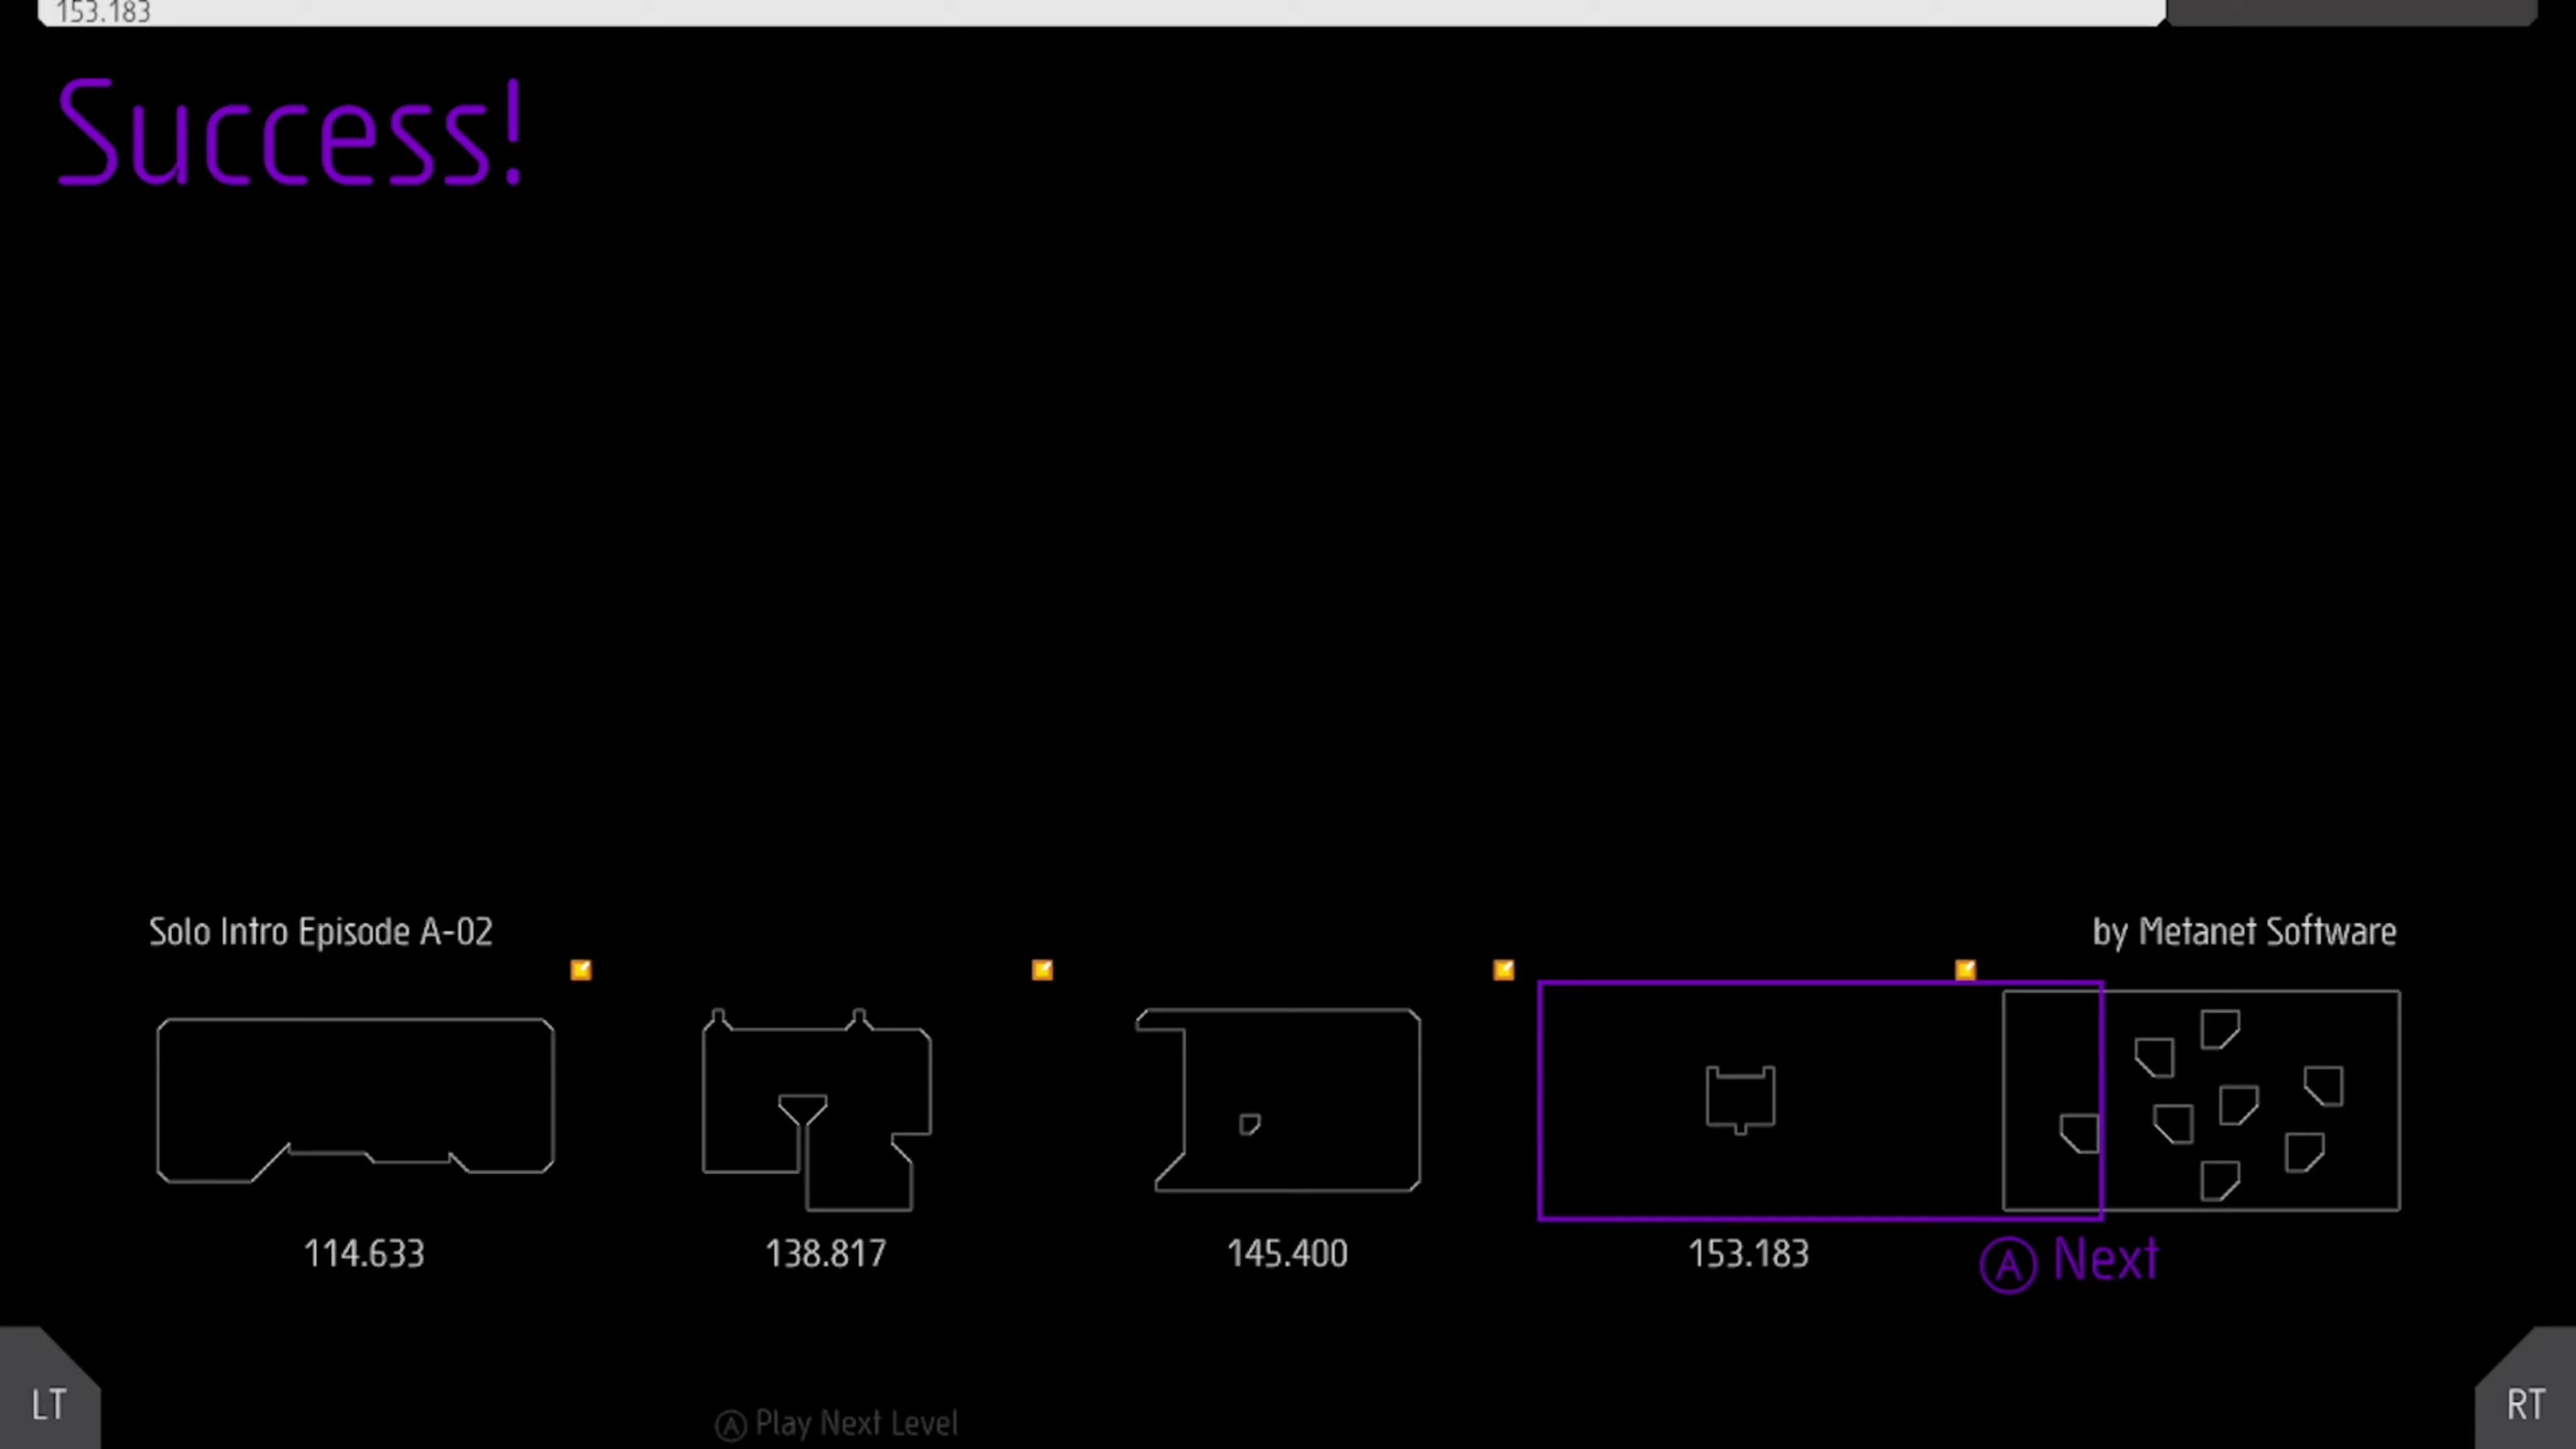 153.183
Success!
Solo Intro Episode A-02
by Metanet Software
114.633
138.817
145.400
153.183
A Next
LT
RT
A Play Next Level